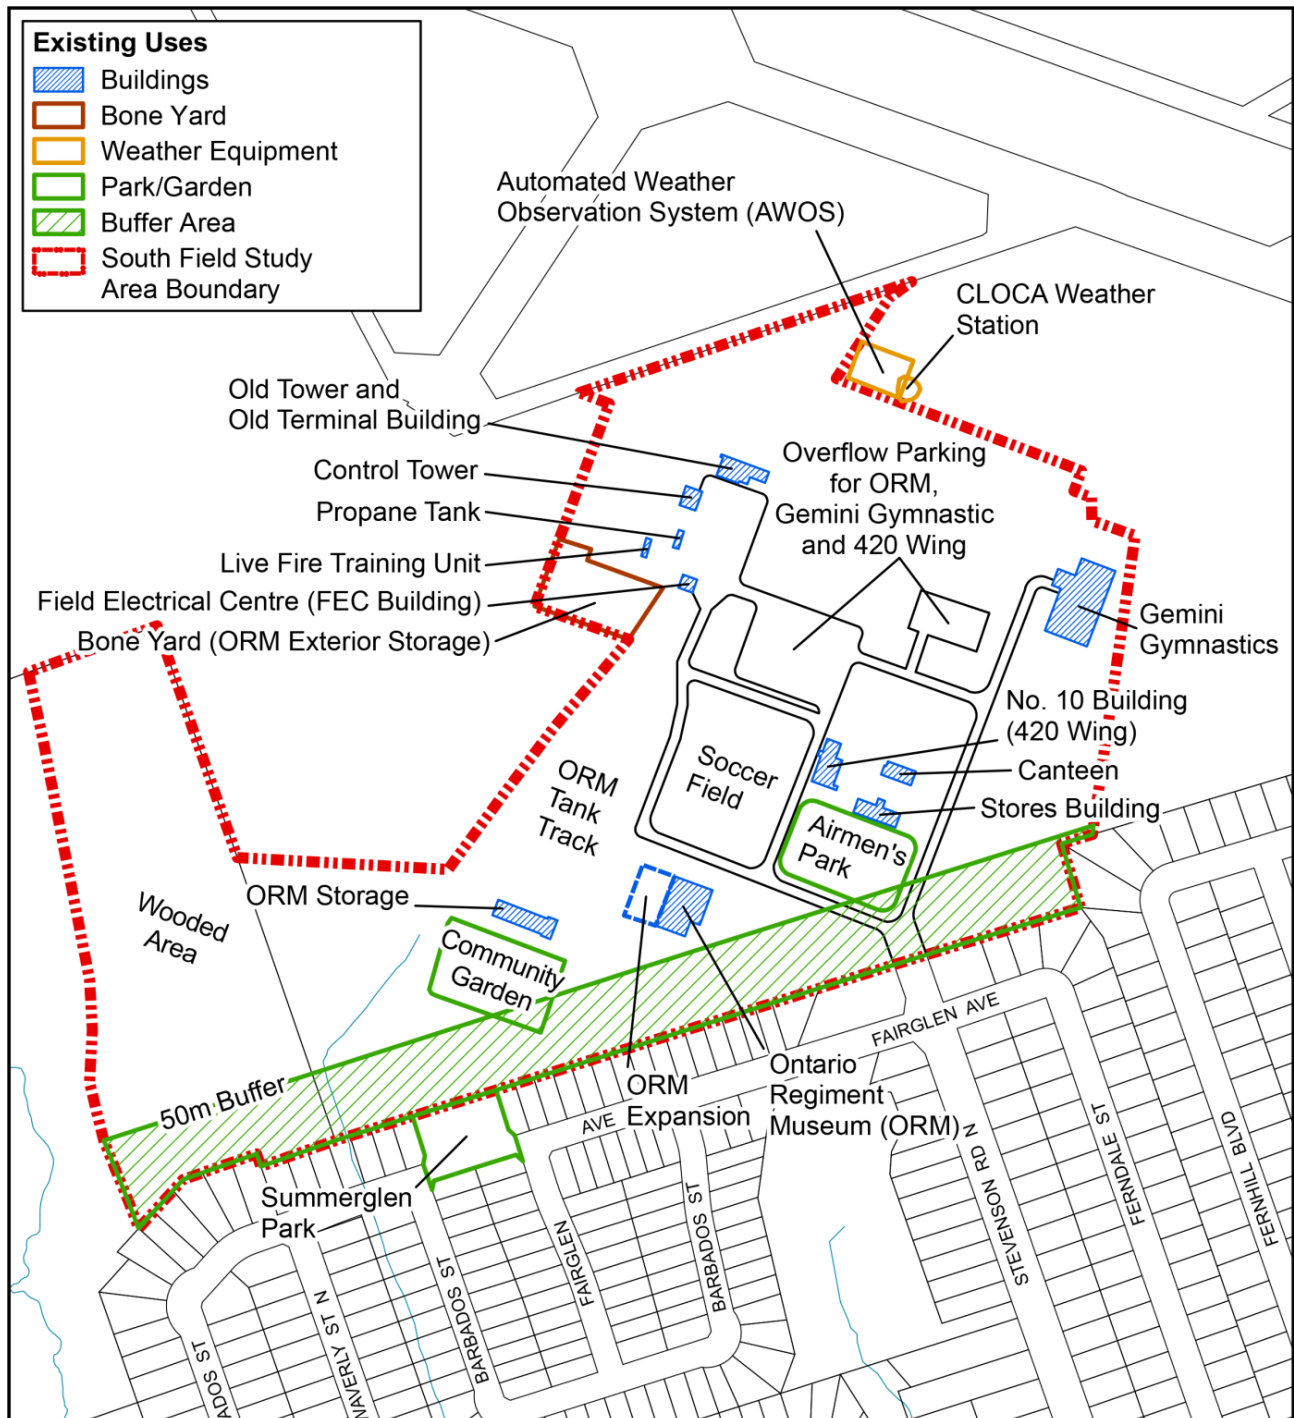 Existing Uses
Buildings
Bone Yard
Weather Equipment
Park/Garden
Buffer Area
South Field Study
Area Boundary
Automated Weather
Observation System (AWOS)
CLOCA Weather
Station
Old Tower and
Old Terminal Building
Control Tower
Propane Tank
Live Fire Training Unit
Field Electrical Centre (FEC Building)
Bone Yard (ORM Exterior Storage)
Overflow Parking
for ORM,
Gemini Gymnastic
and 420 Wing
Gemini
Gymnastics
No. 10 Building
(420 Wing)
Canteen
Stores Building
Soccer
Field
ORM
Tank
Track
Airmen's
Park
ORM Storage
Wooded
Area
Community
Garden
50m Buffer
ORM
Expansion
Ontario
Regiment
Museum (ORM)
Summerglen
Park
FAIRGLEN AVE
AVE
FAIRGLEN
BARBADOS ST
BARBADOS ST
WAVERLY ST N
ADOS ST
STEVENSON RD N
FERNDALE ST
FERNHILL BLVD